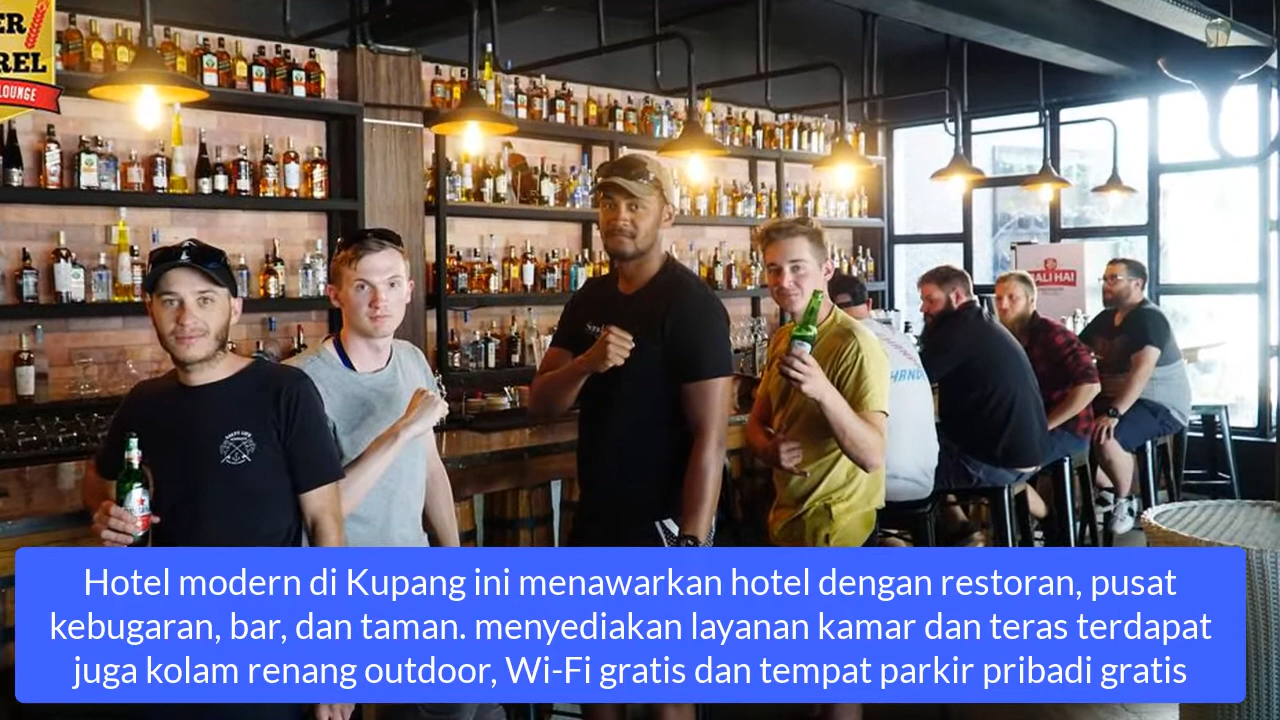 ER
REL
LOUNGE
BALI HAI
Hotel modern di Kupang ini menawarkan hotel dengan restoran, pusat
kebugaran, bar, dan taman. menyediakan layanan kamar dan teras terdapat
juga kolam renang outdoor, Wi-Fi gratis dan tempat parkir pribadi gratis